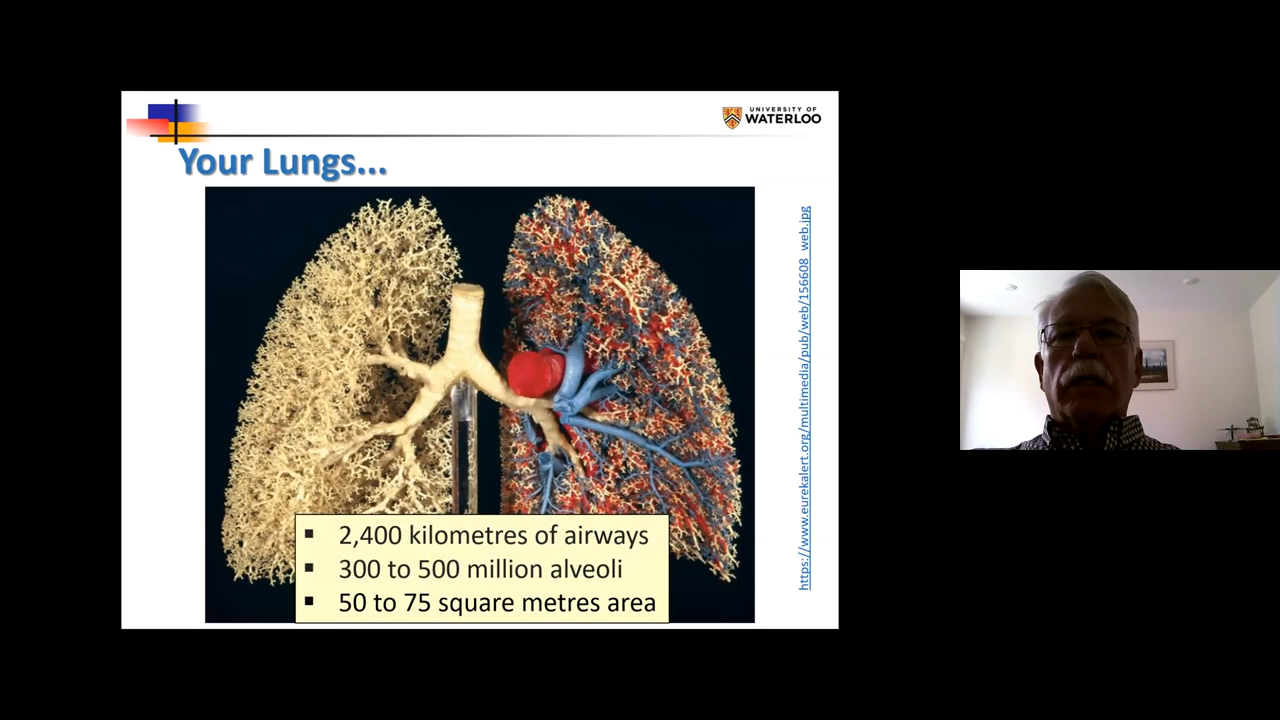 UNIVERSITY OF
WATERLOO
Your Lungs...
https://www.eurekalert.org/multimedia/pub/web/156608_web.jpg
▪ 2,400 kilometres of airways
▪ 300 to 500 million alveoli
▪ 50 to 75 square metres area